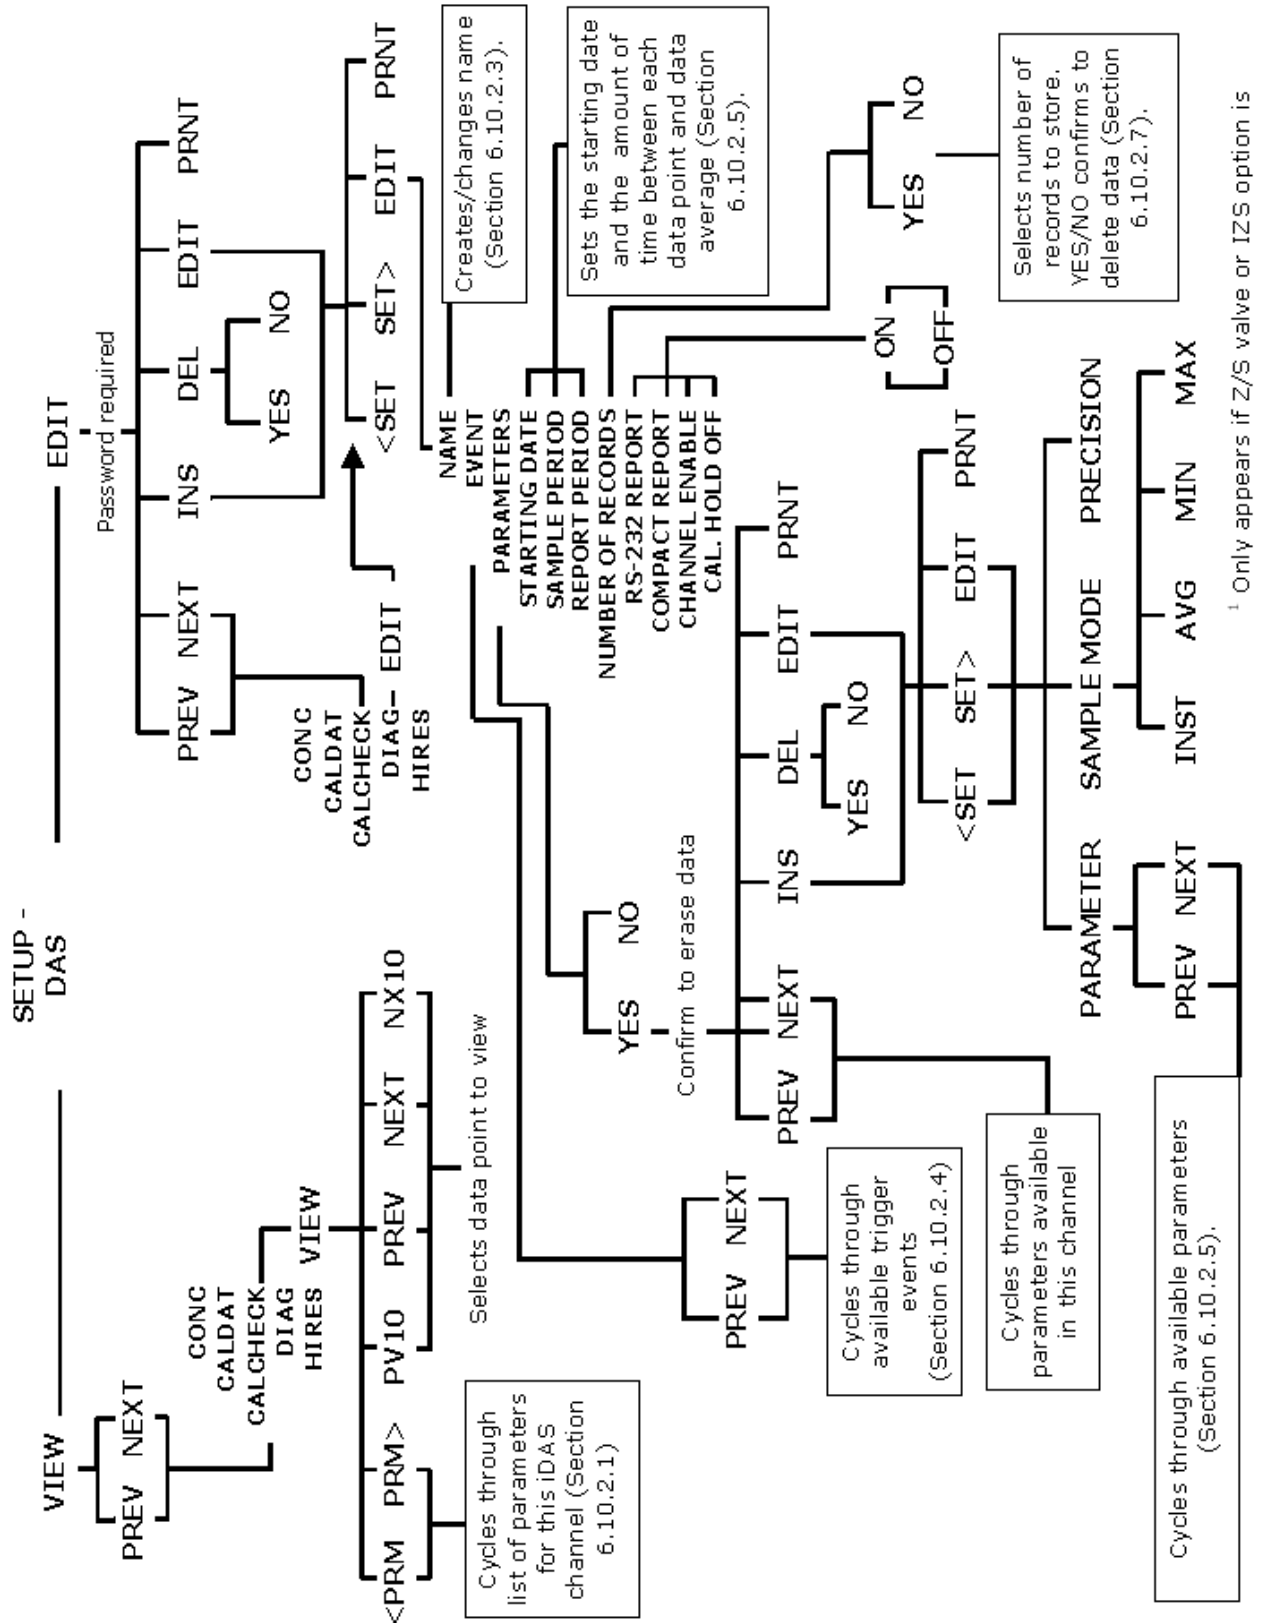 SETUP -
DAS
VIEW
EDIT
Password required
PREV NEXT
CONC
CALDAT
CALCHECK
DIAG
HIRES
VIEW
<PRM PRM> PV10 PREV NEXT NX10
Cycles through
list of parameters
for this iDAS
channel (Section
6.10.2.1)
Selects data point to view
PREV NEXT INS DEL EDIT PRNT
YES NO
CONC
CALDAT
CALCHECK
DIAG- EDIT
HIRES
<SET SET> EDIT PRNT
NAME
EVENT
PARAMETERS
STARTING DATE
SAMPLE PERIOD
REPORT PERIOD
NUMBER OF RECORDS
RS-232 REPORT
COMPACT REPORT
CHANNEL ENABLE
CAL. HOLD OFF
Creates/changes name
(Section 6.10.2.3).
Sets the starting date
and the amount of
time between each
data point and data
average (Section
6.10.2.5).
YES NO
Selects number of
records to store.
YES/NO confirms to
delete data (Section
6.10.2.7).
ON
OFF
YES NO
Confirm to erase data
PREV NEXT
Cycles through
available trigger
events
(Section 6.10.2.4)
PREV NEXT INS DEL EDIT PRNT
YES NO
Cycles through
parameters available
in this channel
<SET SET> EDIT PRNT
PARAMETER SAMPLE MODE PRECISION
PREV NEXT INST AVG MIN MAX
Cycles through available parameters
(Section 6.10.2.5).
1 Only appears if Z/S valve or IZS option is